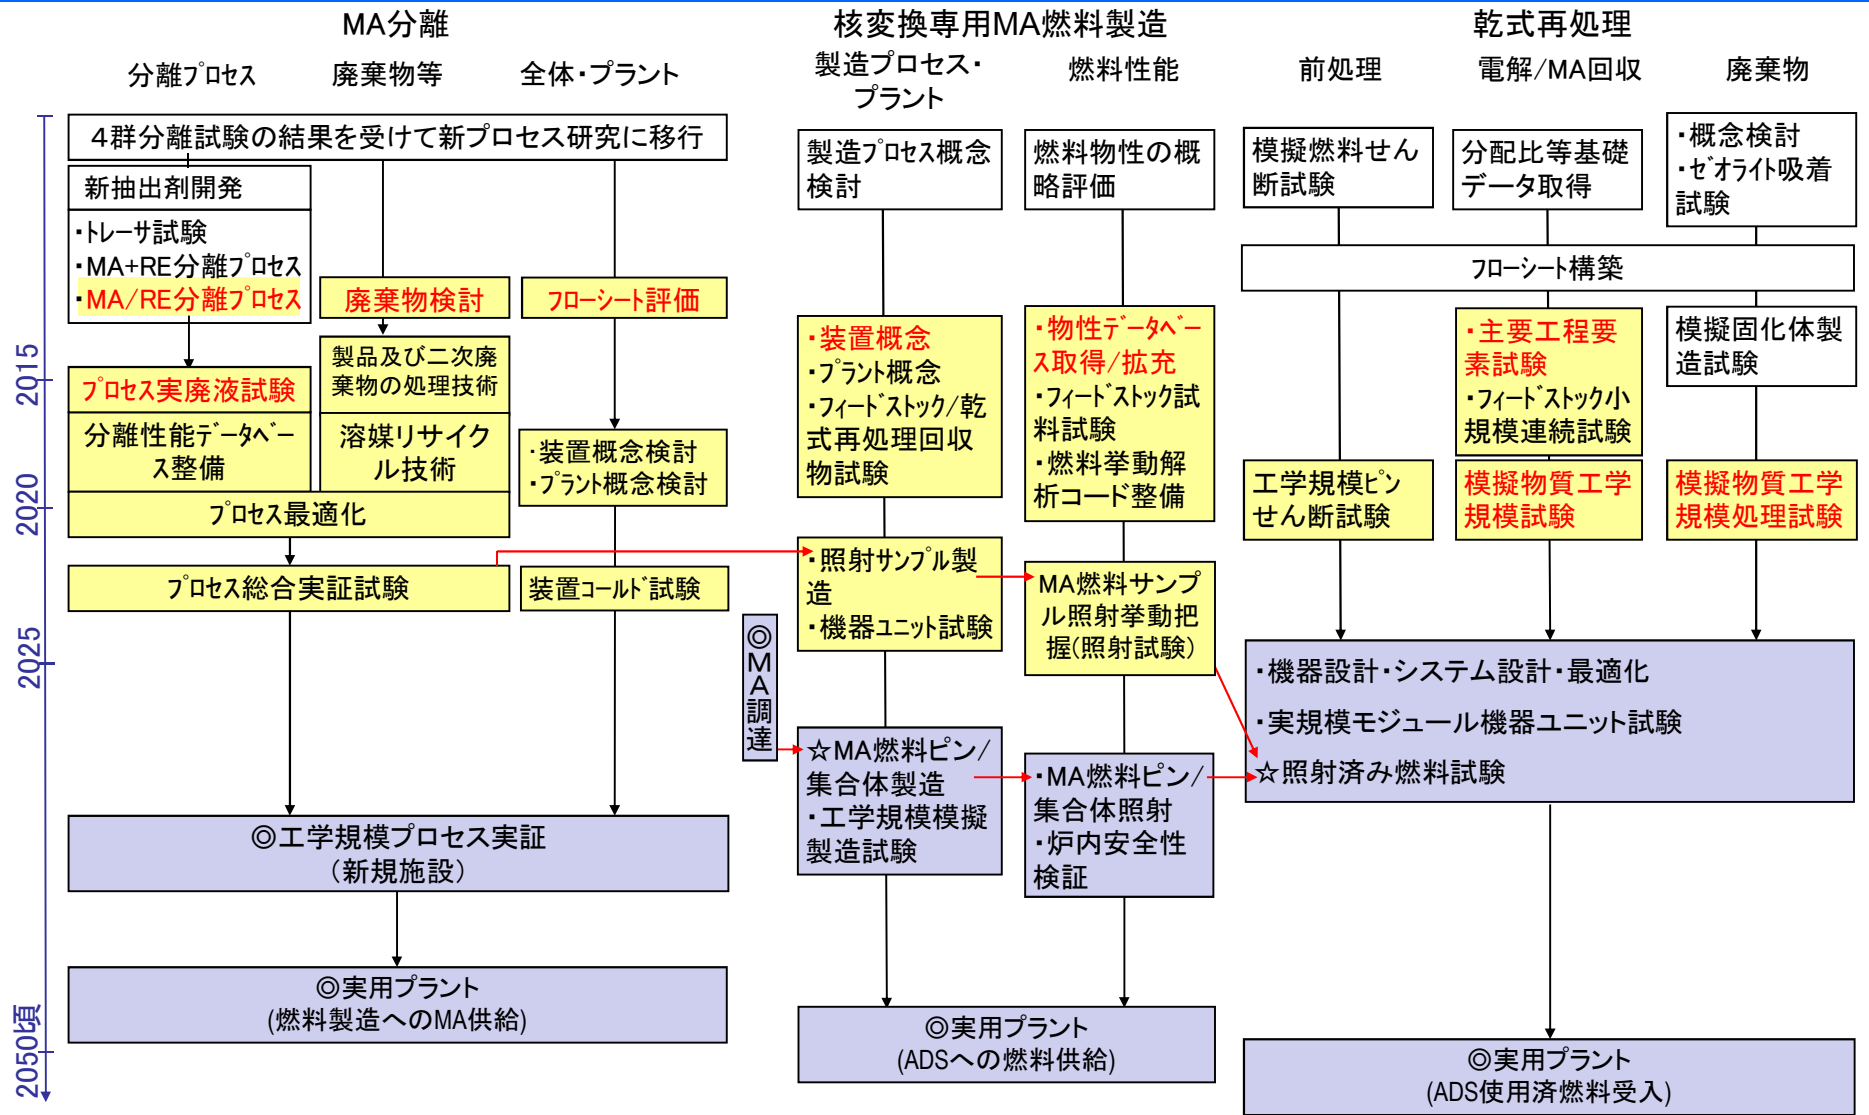 MA分離
核変換専用MA燃料製造
乾式再処理
分離プロセス
廃棄物等
全体・プラント
製造プロセス・
プラント
燃料性能
前処理
電解/MA回収
廃棄物
4群分離試験の結果を受けて新プロセス研究に移行
新抽出剤開発
・トレーサ試験
・MA+RE分離プロセス
・MA/RE分離プロセス
廃棄物検討
フローシート評価
プロセス実廃液試験
分離性能データベー
ス整備
製品及び二次廃
棄物の処理技術
溶媒リサイク
ル技術
・装置概念検討
・プラント概念検討
プロセス最適化
プロセス総合実証試験
装置コールド試験
◎工学規模プロセス実証
(新規施設)
◎実用プラント
(燃料製造へのMA供給)
製造プロセス概念
検討
・装置概念
・プラント概念
・フィードストック/乾
式再処理回収
物試験
・照射サンプル製
造
・機器ユニット試験
◎MA調達
☆MA燃料ピン/
集合体製造
・工学規模模擬
製造試験
燃料物性の概
略評価
・物性データベー
ス取得/拡充
・フィードストック試
料試験
・燃料挙動解
析コード整備
MA燃料サンプ
ル照射挙動把
握(照射試験)
・MA燃料ピン/
集合体照射
・炉内安全性
検証
◎実用プラント
(ADSへの燃料供給)
模擬燃料せん
断試験
分配比等基礎
データ取得
・概念検討
・ゼオライト吸着
試験
フローシート構築
・主要工程要
素試験
・フィードストック小
規模連続試験
模擬固化体製
造試験
工学規模ピン
せん断試験
模擬物質工学
規模試験
模擬物質工学
規模処理試験
・機器設計・システム設計・最適化
・実規模モジュール機器ユニット試験
☆照射済み燃料試験
◎実用プラント
(ADS使用済燃料受入)
2015
2020
2025
2050頃